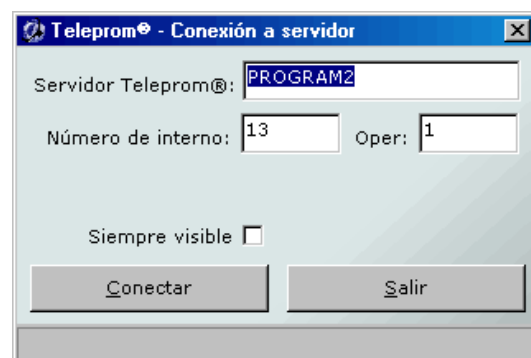 Teleprom® - Conexión a servidor
Servidor Teleprom®: PROGRAM2
Número de interno: 13 Oper: 1
Siempre visible
Conectar Salir